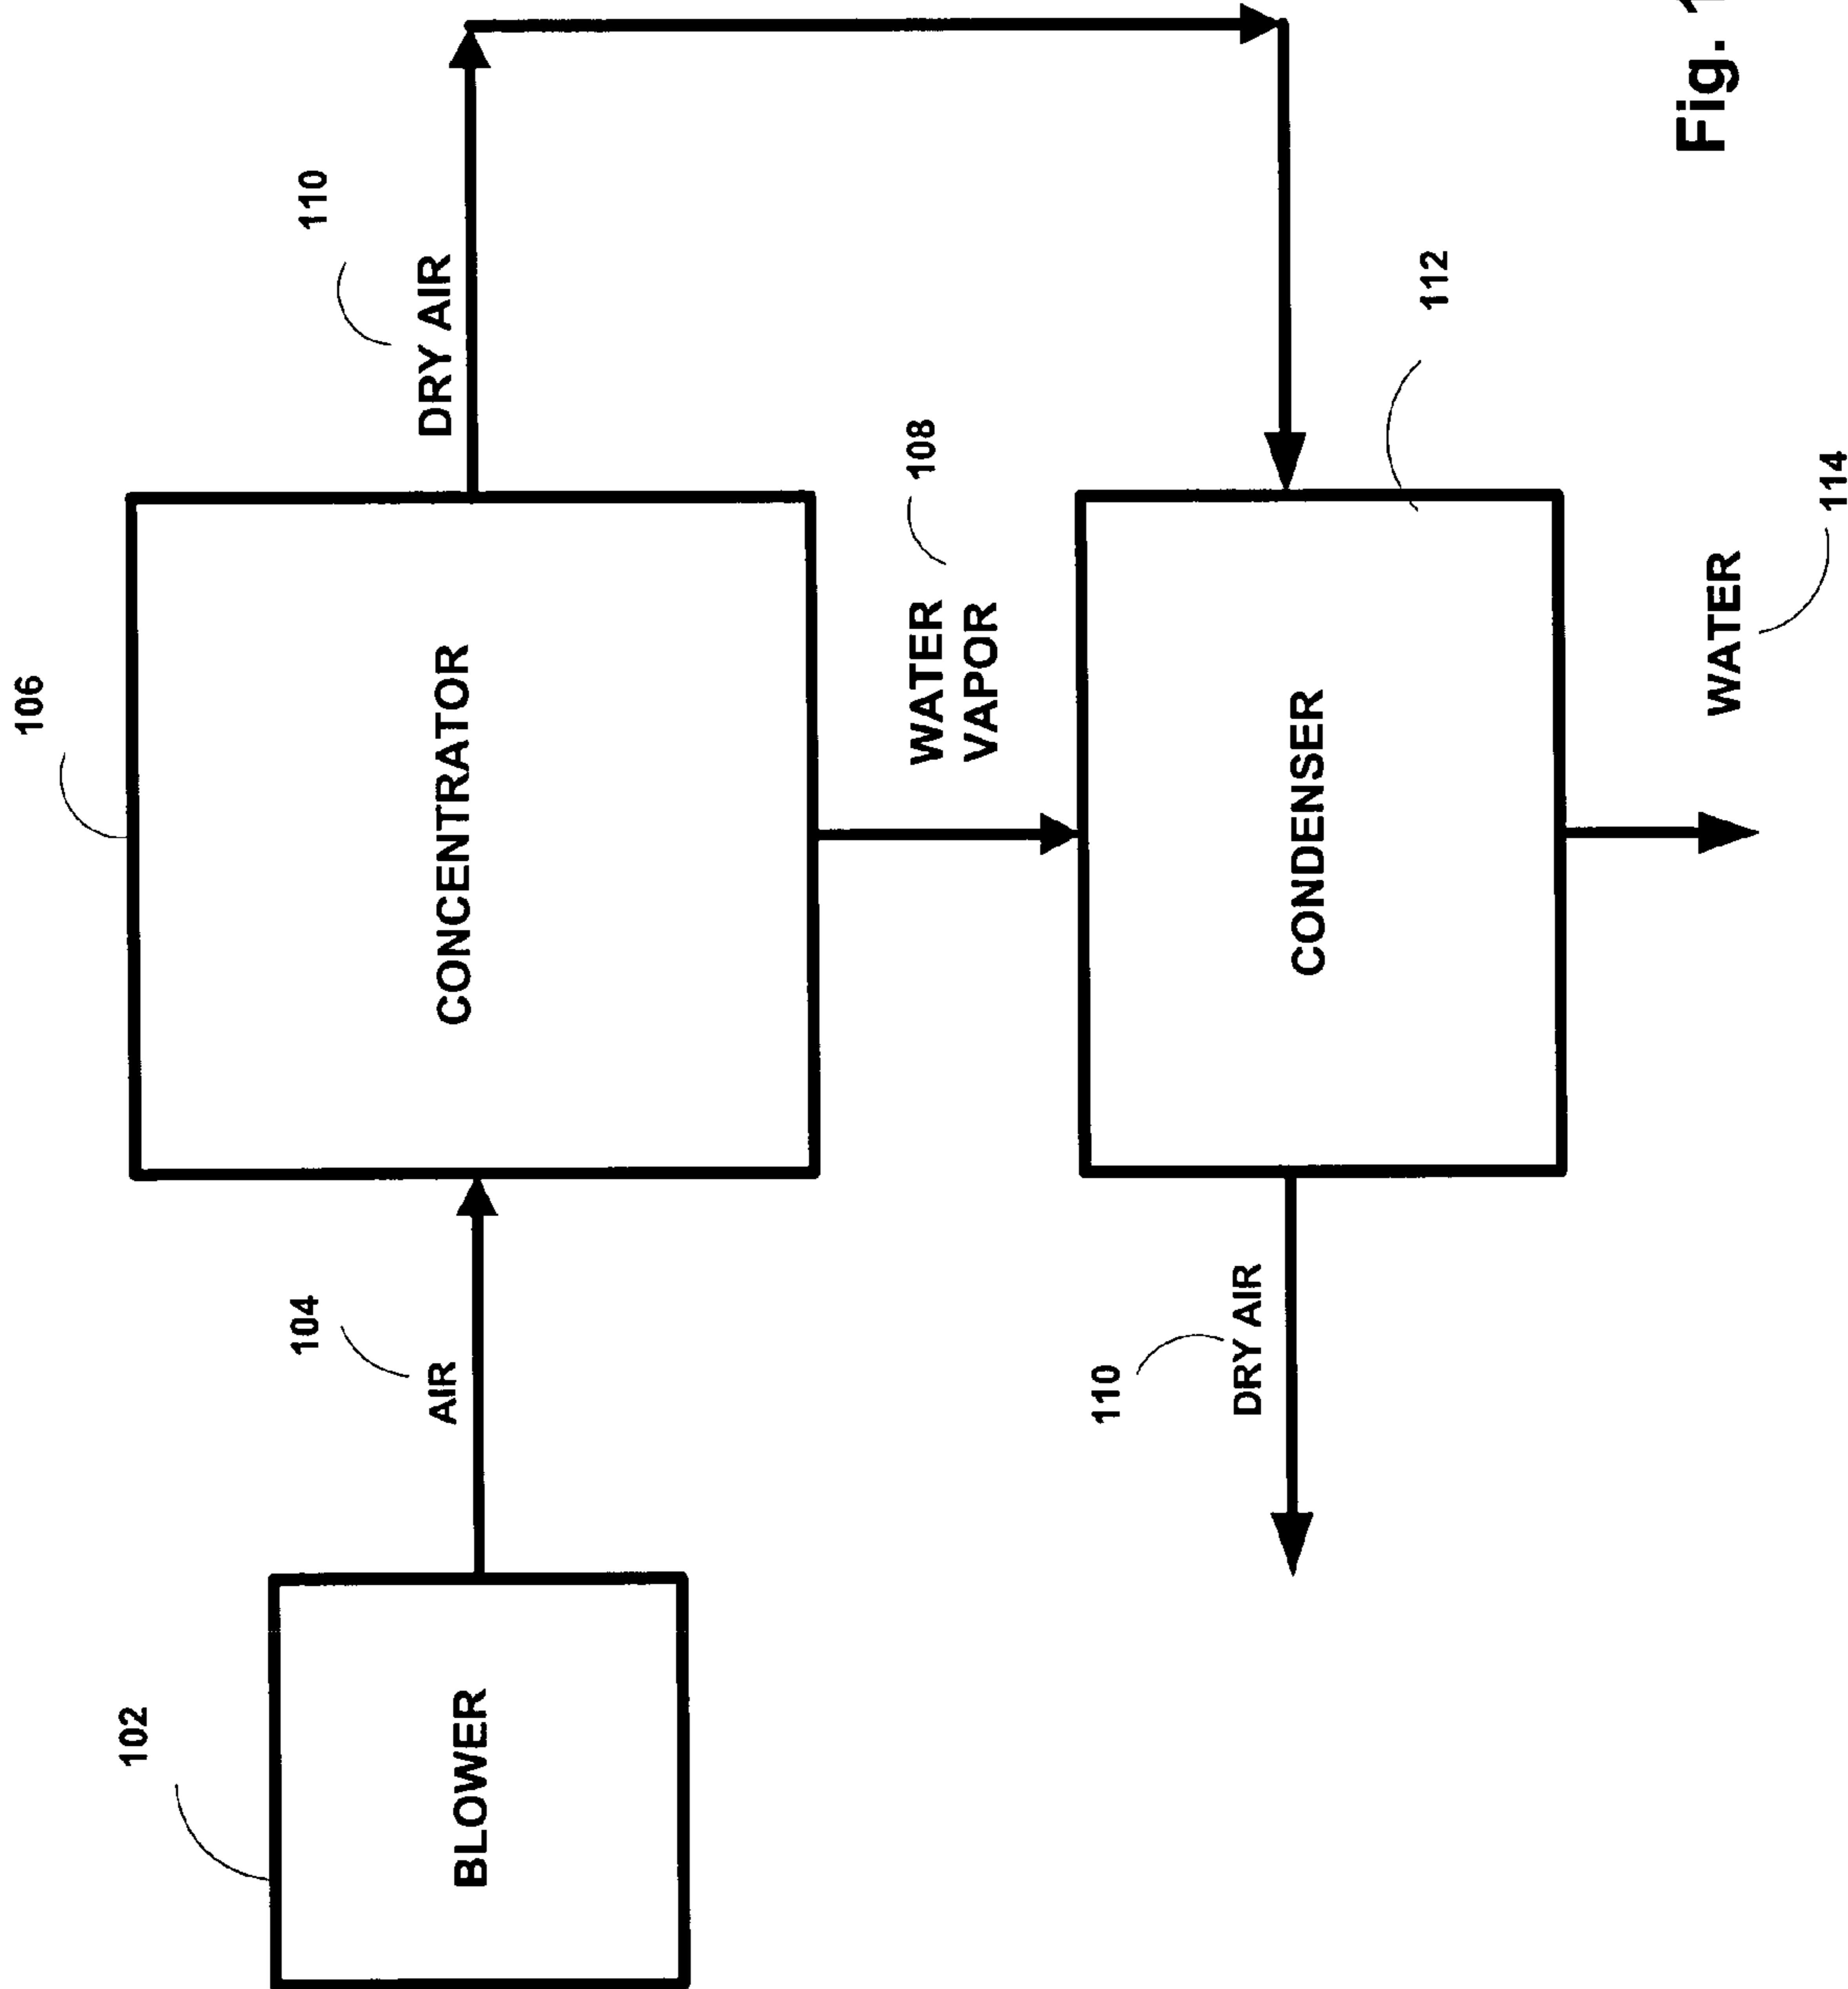 106
102
104
110
AIR
DRY AIR
CONCENTRATOR
BLOWER
WATER
108
VAPOR
110
DRY AIR
CONDENSER
112
WATER
114
Fig. 1